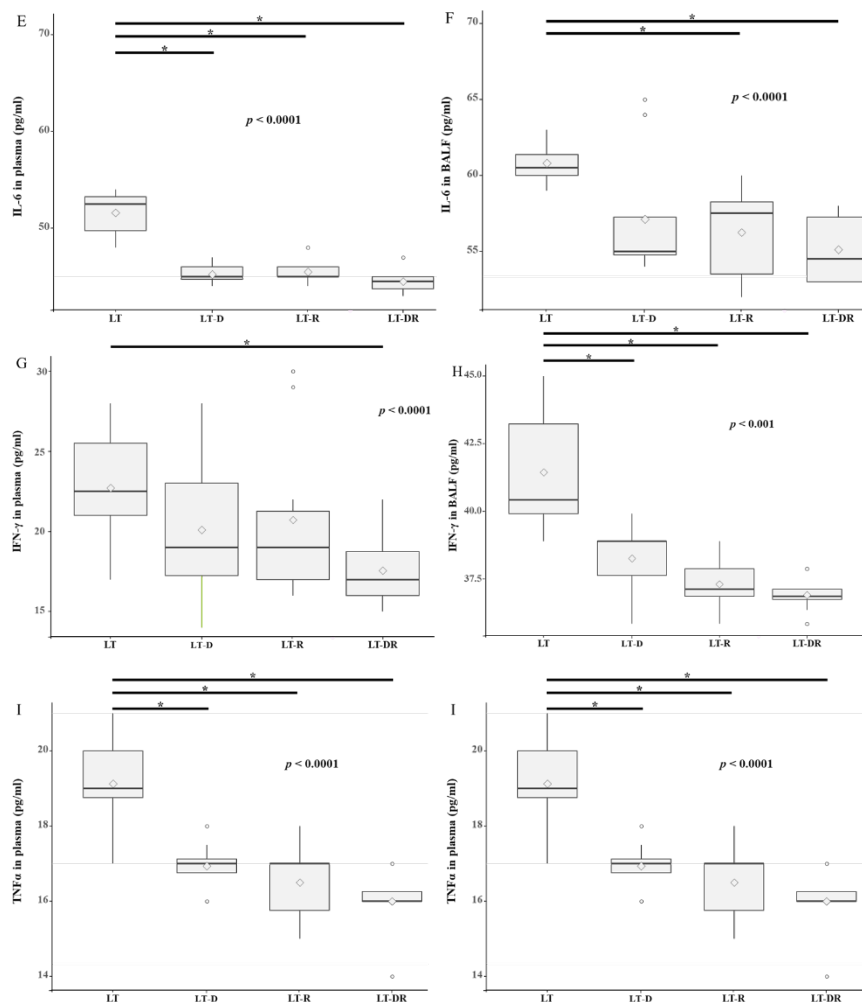 E
*
*
*
70
p < 0.0001
50
IL-6 in plasma (pg/ml)
LT LT-D LT-R LT-DR
F
*
*
70
65
60
55
p < 0.0001
IL-6 in BALF (pg/ml)
LT LT-D LT-R LT-DR
G
*
30
25
20
15
p < 0.0001
IFN-γ in plasma (pg/ml)
LT LT-D LT-R LT-DR
H
*
*
*
45.0
42.5
40.0
37.5
p < 0.001
IFN-γ in BALF (pg/ml)
LT LT-D LT-R LT-DR
I
*
*
*
20
18
16
14
p < 0.0001
TNFα in plasma (pg/ml)
LT LT-D LT-R LT-DR
I
*
*
*
20
18
16
14
p < 0.0001
TNFα in plasma (pg/ml)
LT LT-D LT-R LT-DR